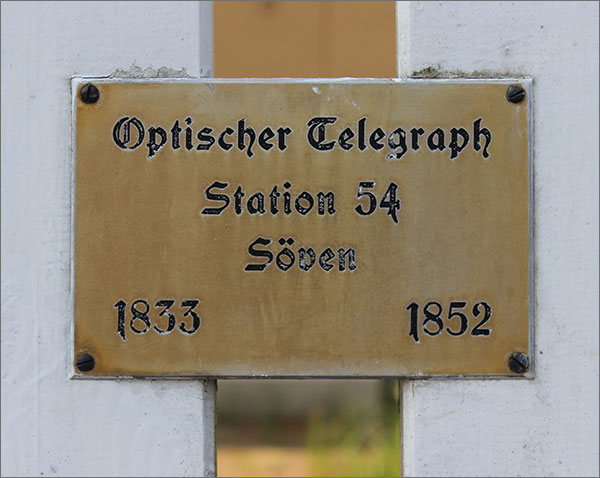 Optischer Telegraph
Station 54
Söven
1833 1852